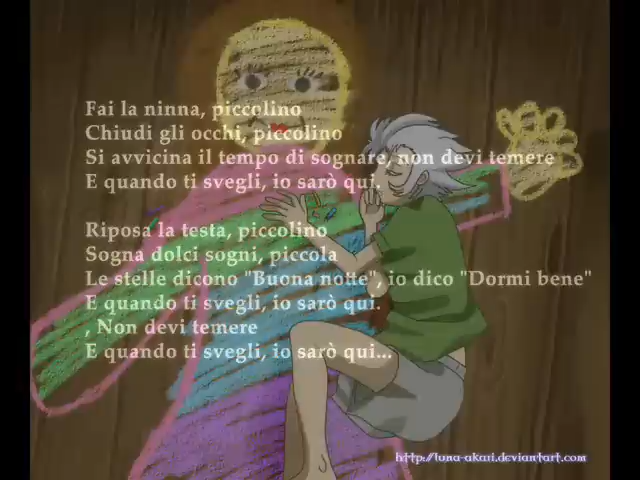 Fai la ninna, piccolino
Chiudi gli occhi, piccolino
Si avvicina il tempo di sognare, non devi temere
E quando ti svegli, io sarò qui.
Riposa la testa, piccolino
Sogna dolci sogni, piccola
Le stelle dicono "Buona notte", io dico "Dormi bene"
E quando ti svegli, io sarò qui.
, Non devi temere
E quando ti svegli, io sarò qui...
http://luna-akari.deviantart.com